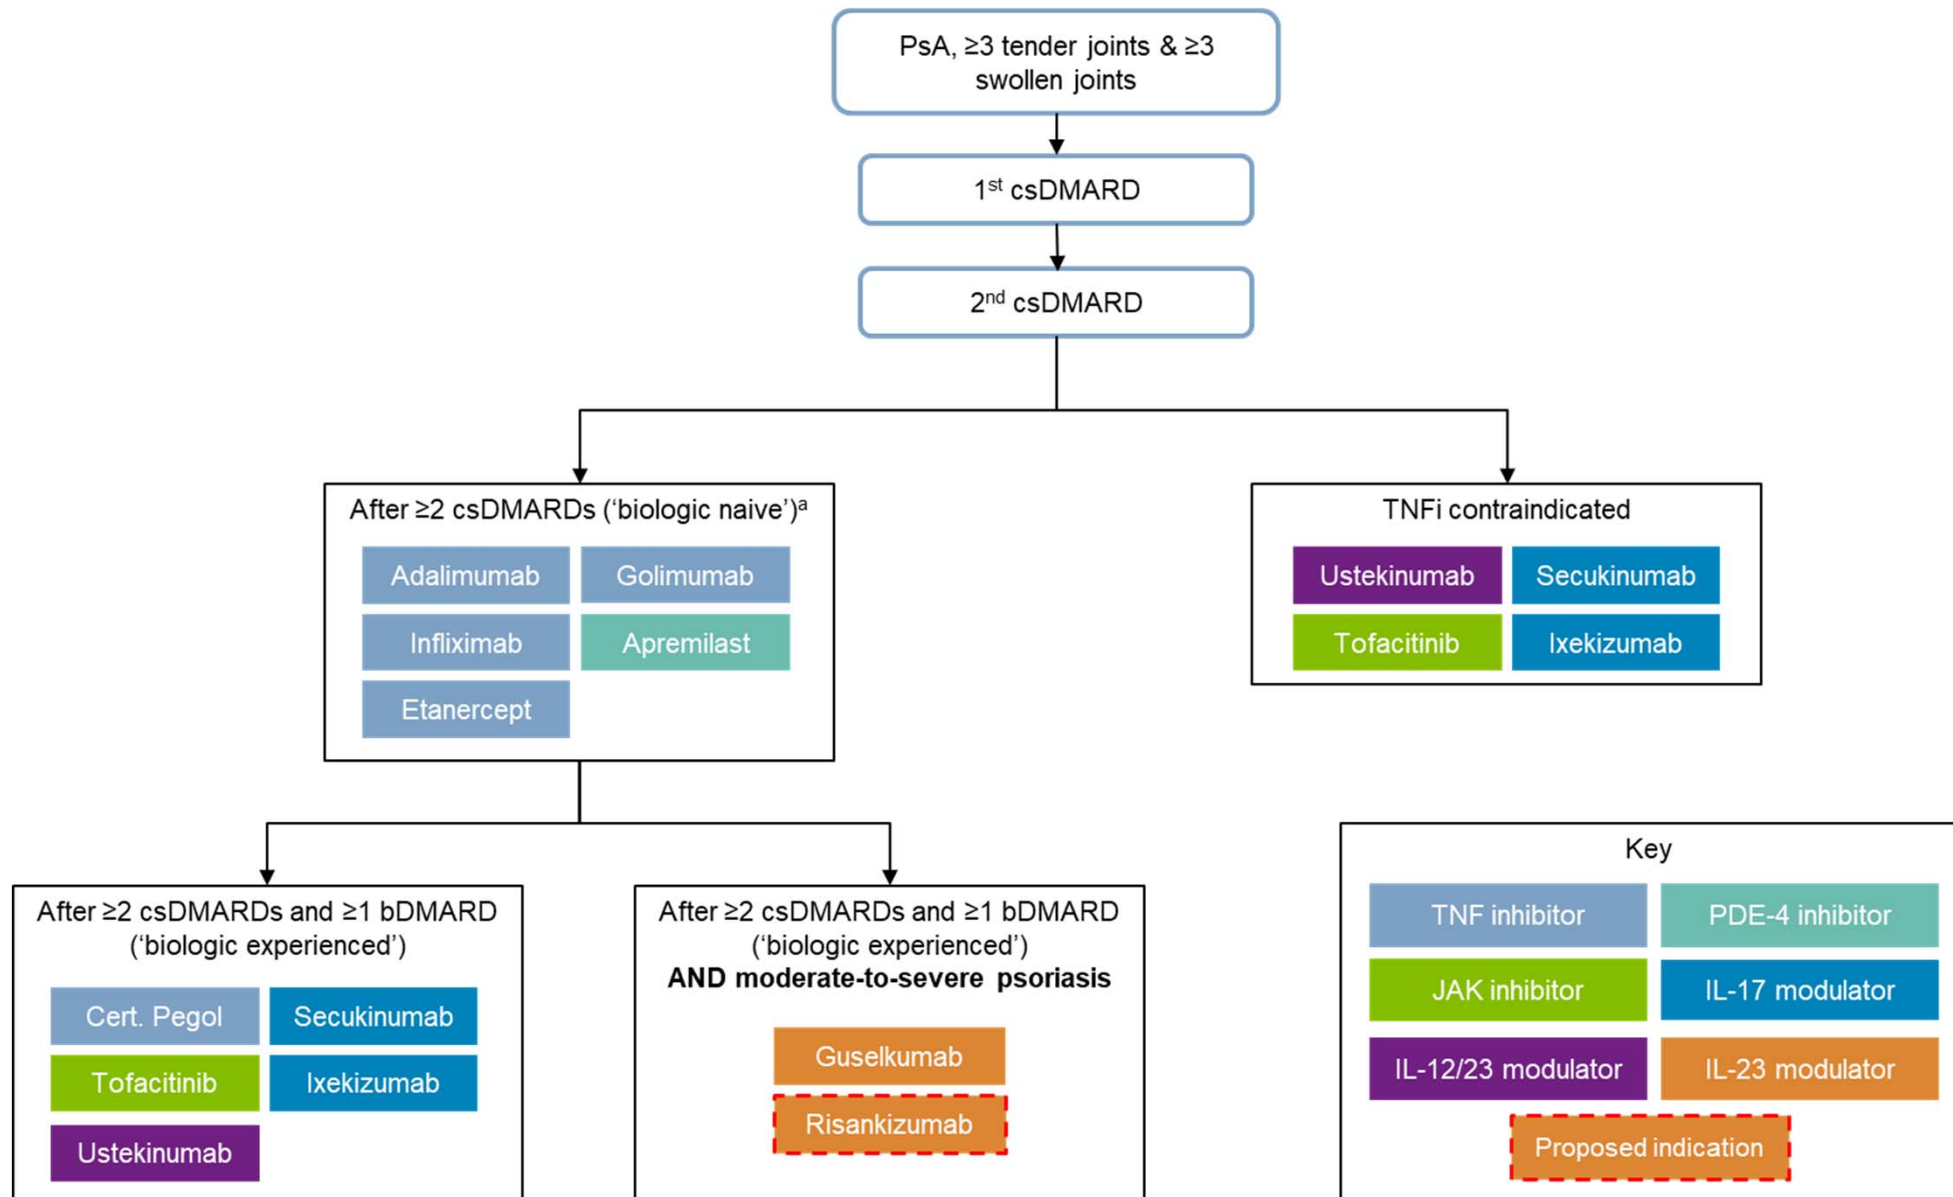 PsA, ≥3 tender joints & ≥3
swollen joints
1st csDMARD
2nd csDMARD
After ≥2 csDMARDs (‘biologic naive’)a
Adalimumab
Golimumab
Infliximab
Apremilast
Etanercept
TNFi contraindicated
Ustekinumab
Secukinumab
Tofacitinib
Ixekizumab
After ≥2 csDMARDs and ≥1 bDMARD
(‘biologic experienced’)
Cert. Pegol
Secukinumab
Tofacitinib
Ixekizumab
Ustekinumab
After ≥2 csDMARDs and ≥1 bDMARD
(‘biologic experienced’)
AND moderate-to-severe psoriasis
Guselkumab
Risankizumab
Key
TNF inhibitor
PDE-4 inhibitor
JAK inhibitor
IL-17 modulator
IL-12/23 modulator
IL-23 modulator
Proposed indication